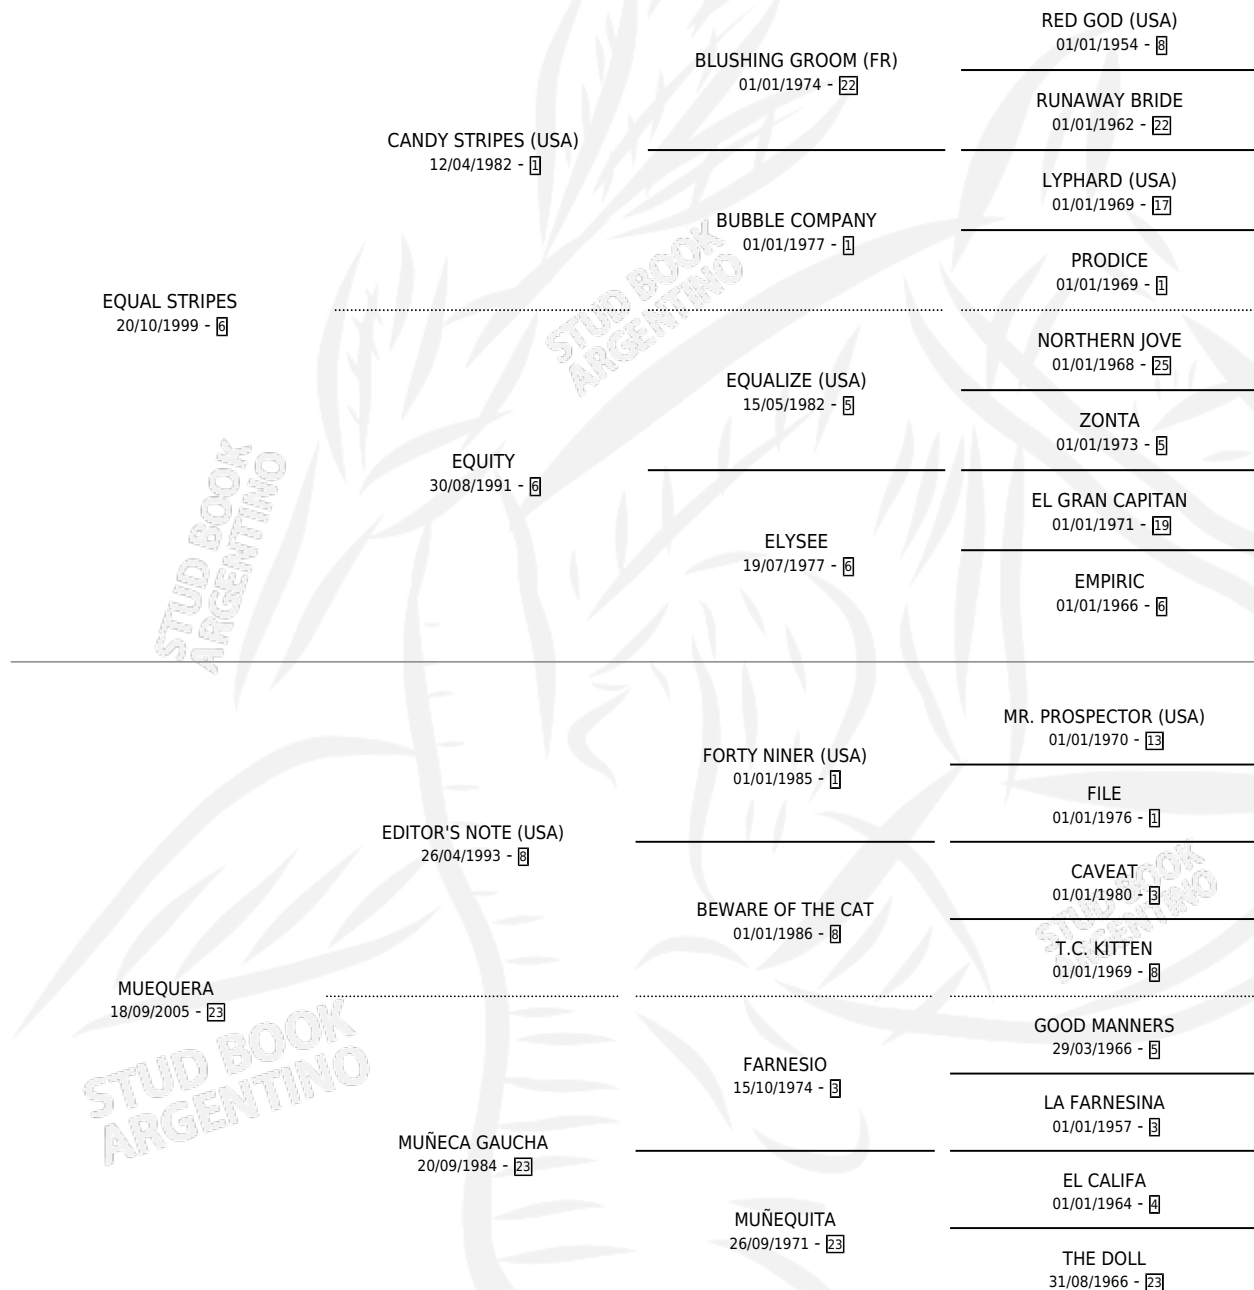 RED GOD (USA)
01/01/1954 - 8
BLUSHING GROOM (FR)
01/01/1974 - 22
RUNAWAY BRIDE
01/01/1962 - 22
CANDY STRIPES (USA)
12/04/1982 - 1
LYPHARD (USA)
01/01/1969 - 17
BUBBLE COMPANY
01/01/1977 - 1
PRODICE
01/01/1969 - 1
EQUAL STRIPES
20/10/1999 - 6
NORTHERN JOVE
01/01/1968 - 25
EQUALIZE (USA)
15/05/1982 - 5
ZONTA
01/01/1973 - 5
EQUITY
30/08/1991 - 6
EL GRAN CAPITAN
01/01/1971 - 19
ELYSEE
19/07/1977 - 6
EMPIRIC
01/01/1966 - 6
MR. PROSPECTOR (USA)
01/01/1970 - 13
FORTY NINER (USA)
01/01/1985 - 1
FILE
01/01/1976 - 1
EDITOR'S NOTE (USA)
26/04/1993 - 8
CAVEAT
01/01/1980 - 3
BEWARE OF THE CAT
01/01/1986 - 8
T.C. KITTEN
01/01/1969 - 8
MUEQUERA
18/09/2005 - 23
GOOD MANNERS
29/03/1966 - 5
FARNESIO
15/10/1974 - 3
LA FARNESINA
01/01/1957 - 3
MUÑECA GAUCHA
20/09/1984 - 23
EL CALIFA
01/01/1964 - 4
MUÑEQUITA
26/09/1971 - 23
THE DOLL
31/08/1966 - 23
STUD BOOK
ARGENTINO
STUD BOOK
ARGENTINO
STUD BOOK
ARGENTINO
STUD BOOK
ARGENTINO